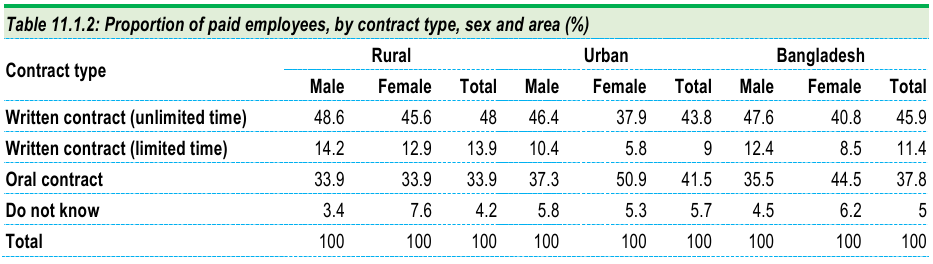 Table 11.1.2: Proportion of paid employees, by contract type, sex and area (%)
Contract type Rural Urban Bangladesh
Male Female Total Male Female Total Male Female Total
Written contract (unlimited time) 48.6 45.6 48 46.4 37.9 43.8 47.6 40.8 45.9
Written contract (limited time) 14.2 12.9 13.9 10.4 5.8 9 12.4 8.5 11.4
Oral contract 33.9 33.9 33.9 37.3 50.9 41.5 35.5 44.5 37.8
Do not know 3.4 7.6 4.2 5.8 5.3 5.7 4.5 6.2 5
Total 100 100 100 100 100 100 100 100 100